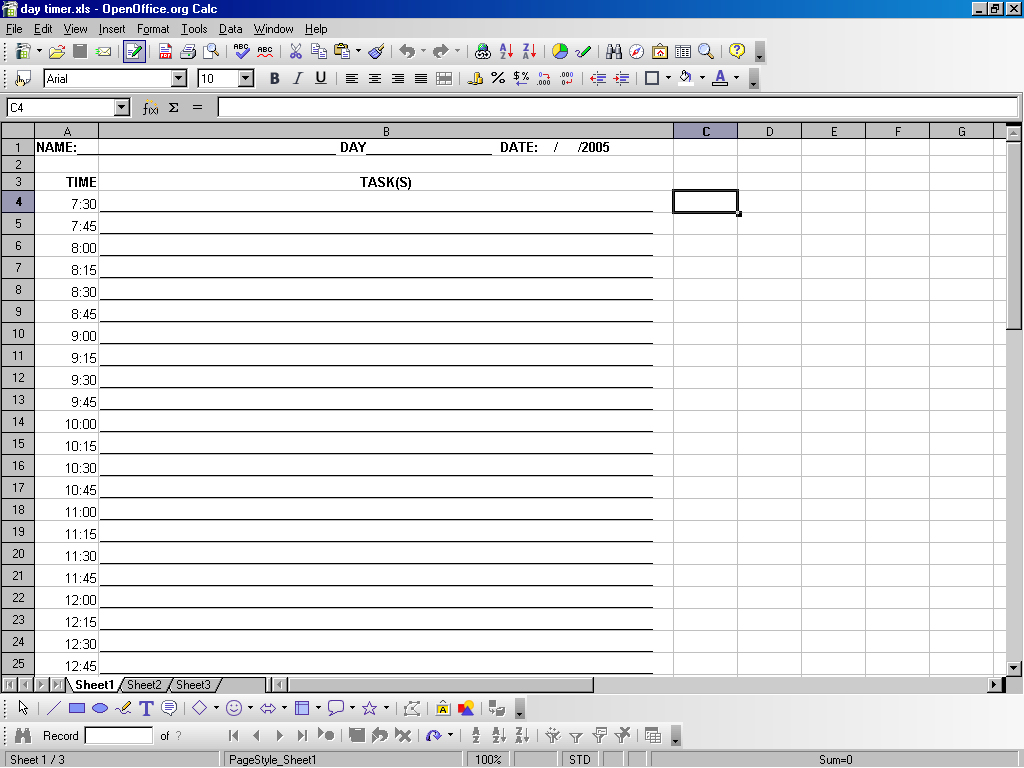 day timer.xls - OpenOffice.org Calc
File Edit View Insert Format Tools Data Window Help
Arial 10 B I U
C4 f(x) Σ =
A B C D E F G
1 NAME:____________________ DAY____________ DATE: / /2005
2
3 TIME TASK(S)
4 7:30
5 7:45
6 8:00
7 8:15
8 8:30
9 8:45
10 9:00
11 9:15
12 9:30
13 9:45
14 10:00
15 10:15
16 10:30
17 10:45
18 11:00
19 11:15
20 11:30
21 11:45
22 12:00
23 12:15
24 12:30
25 12:45
Sheet1 Sheet2 Sheet3
Record of ?
Sheet 1 / 3 PageStyle_Sheet1 100% STD Sum=0